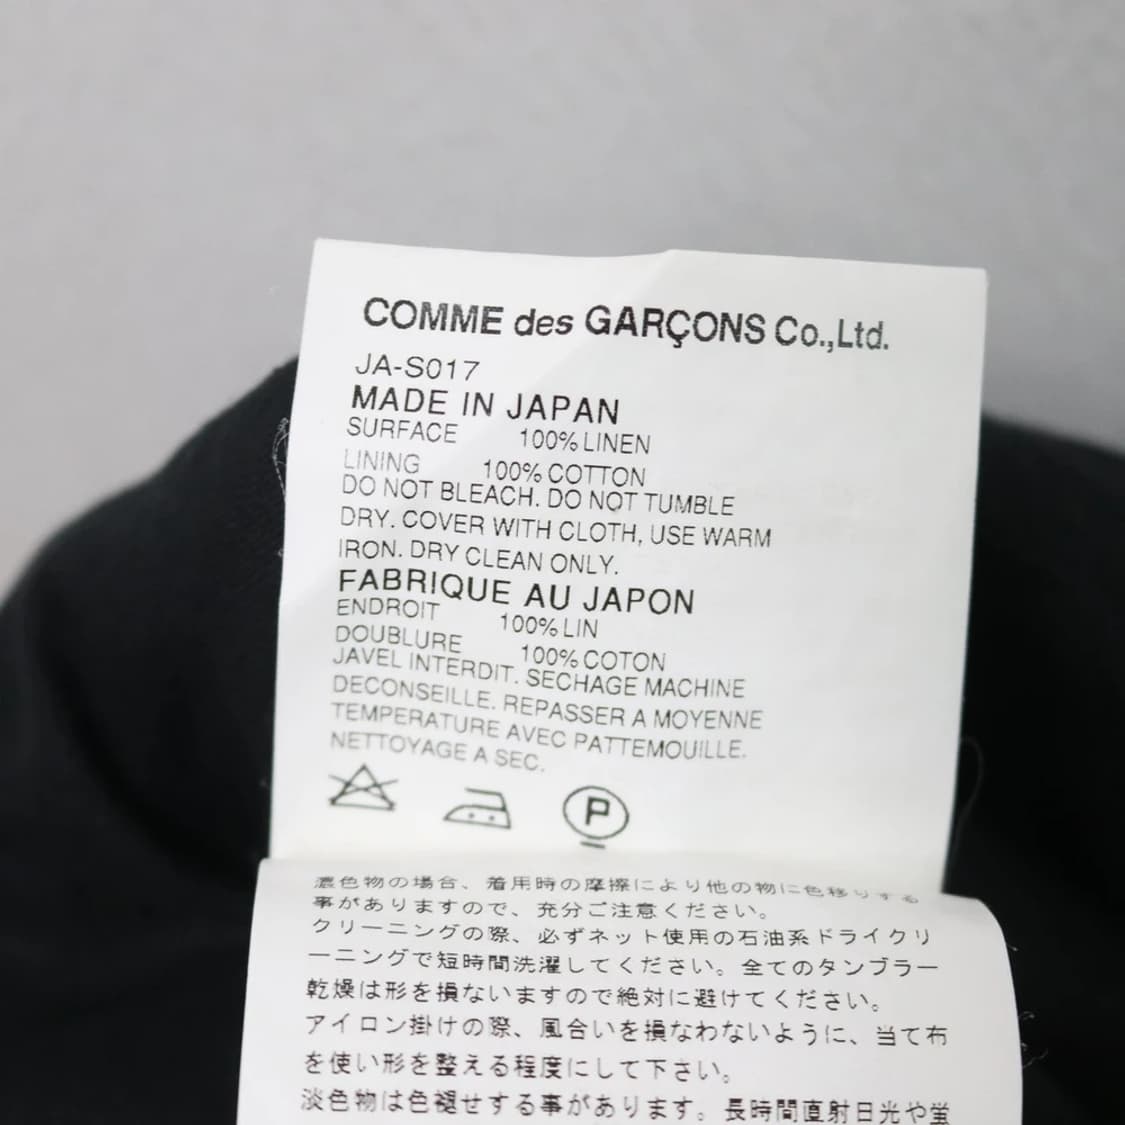 COMME des GARÇONS Co.,Ltd.
JA-S017
MADE IN JAPAN
SURFACE 100% LINEN
LINING 100% COTTON
DO NOT BLEACH. DO NOT TUMBLE
DRY. COVER WITH CLOTH, USE WARM
IRON. DRY CLEAN ONLY.
FABRIQUE AU JAPON
ENDROIT 100% LIN
DOUBLURE 100% COTON
JAVEL INTERDIT. SECHAGE MACHINE
DECONSEILLE. REPASSER A MOYENNE
TEMPERATURE AVEC PATTEMOUILLE.
NETTOYAGE A SEC.
P
濃色物の場合、着用時の摩擦により他の物に色移りする
事がありますので、充分ご注意ください。
クリーニングの際、必ずネット使用の石油系ドライクリ
ーニングで短時間洗濯してください。全てのタンブラー
乾燥は形を損ないますので絶対に避けてください。
アイロン掛けの際、風合いを損なわないように、当て布
を使い形を整える程度にして下さい。
淡色物は色褪せする事があります。長時間直射日光や蛍